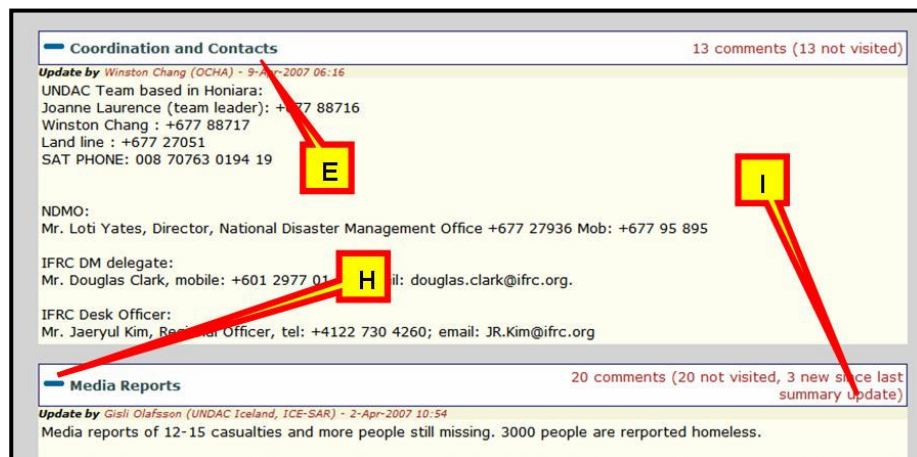 Coordination and Contacts 13 comments (13 not visited)
Update by Winston Chang (OCHA) - 9-Apr-2007 06:16
UNDAC Team based in Honiara:
Joanne Laurence (team leader): +677 88716
Winston Chang : +677 88717
Land line : +677 27051
SAT PHONE: 008 70763 0194 19
E
I
NDMO:
Mr. Loti Yates, Director, National Disaster Management Office +677 27936 Mob: +677 95 895
IFRC DM delegate:
Mr. Douglas Clark, mobile: +601 2977 01 H il: douglas.clark@ifrc.org.
IFRC Desk Officer:
Mr. Jaeryul Kim, Regional Officer, tel: +4122 730 4260; email: JR.Kim@ifrc.org
Media Reports 20 comments (20 not visited, 3 new since last
summary update)
Update by Gisli Olafsson (UNDAC Iceland, ICE-SAR) - 2-Apr-2007 10:54
Media reports of 12-15 casualties and more people still missing. 3000 people are rerported homeless.